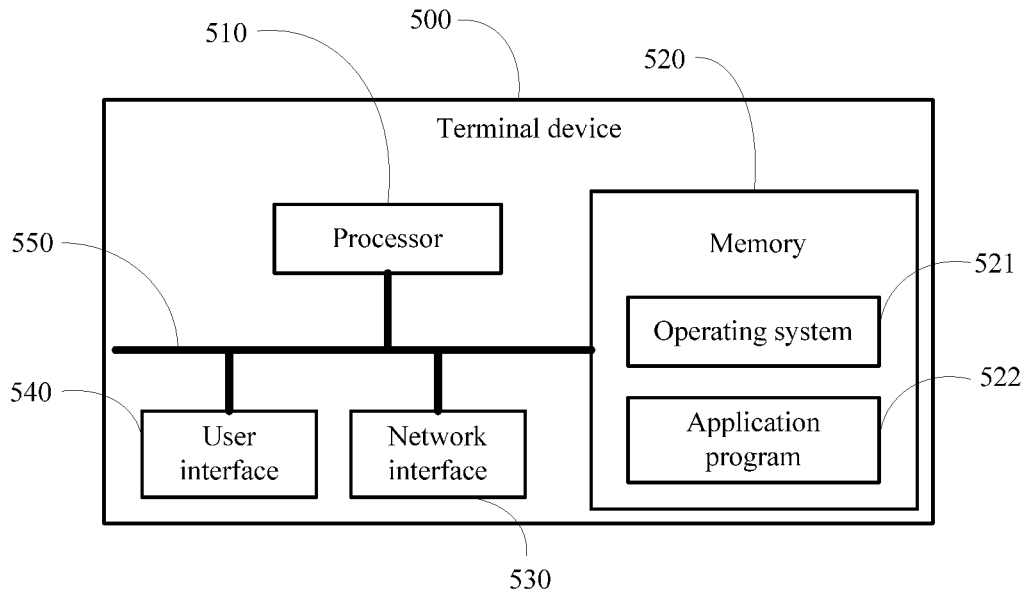 500
510
520
Terminal device
Processor
Memory
550
521
Operating system
540
522
User
interface
Network
interface
Application
program
530